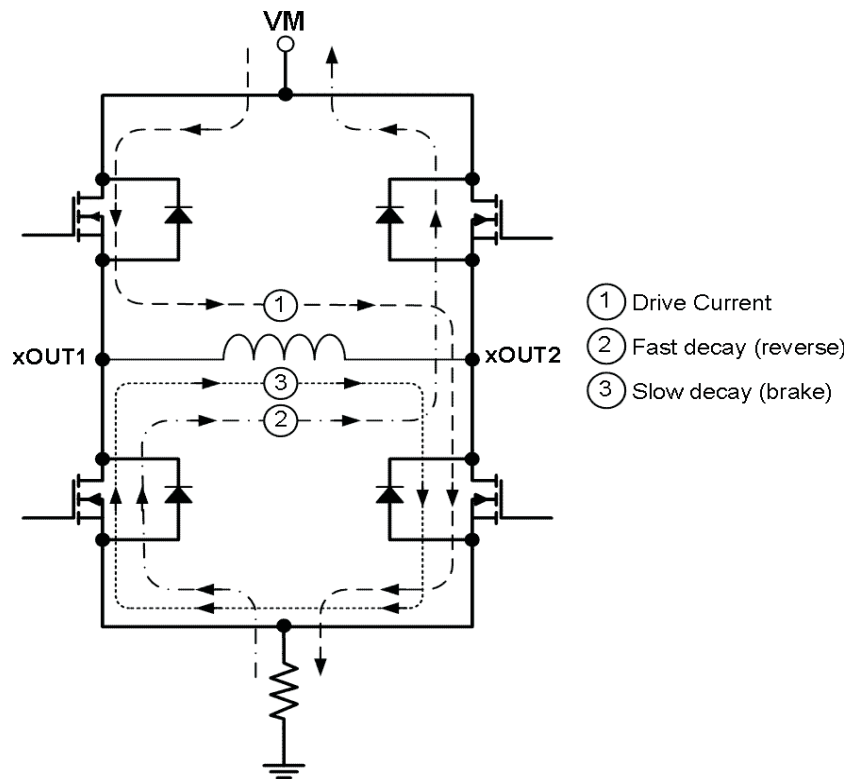 VM
1
xOUT1
xOUT2
3
2
1 Drive Current
2 Fast decay (reverse)
3 Slow decay (brake)